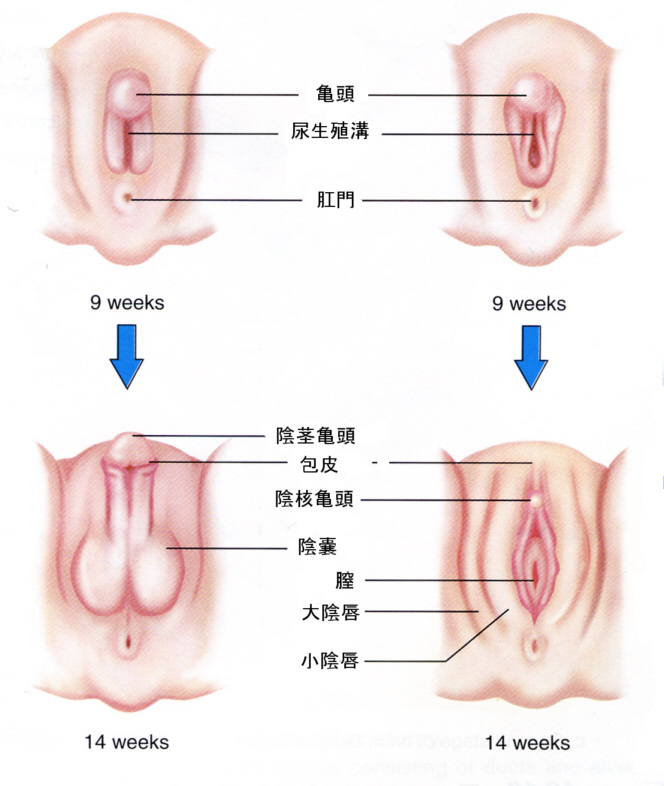 亀頭
尿生殖溝
肛門
9 weeks
9 weeks
陰茎亀頭
包皮
陰核亀頭
陰嚢
膣
大陰唇
小陰唇
14 weeks
14 weeks